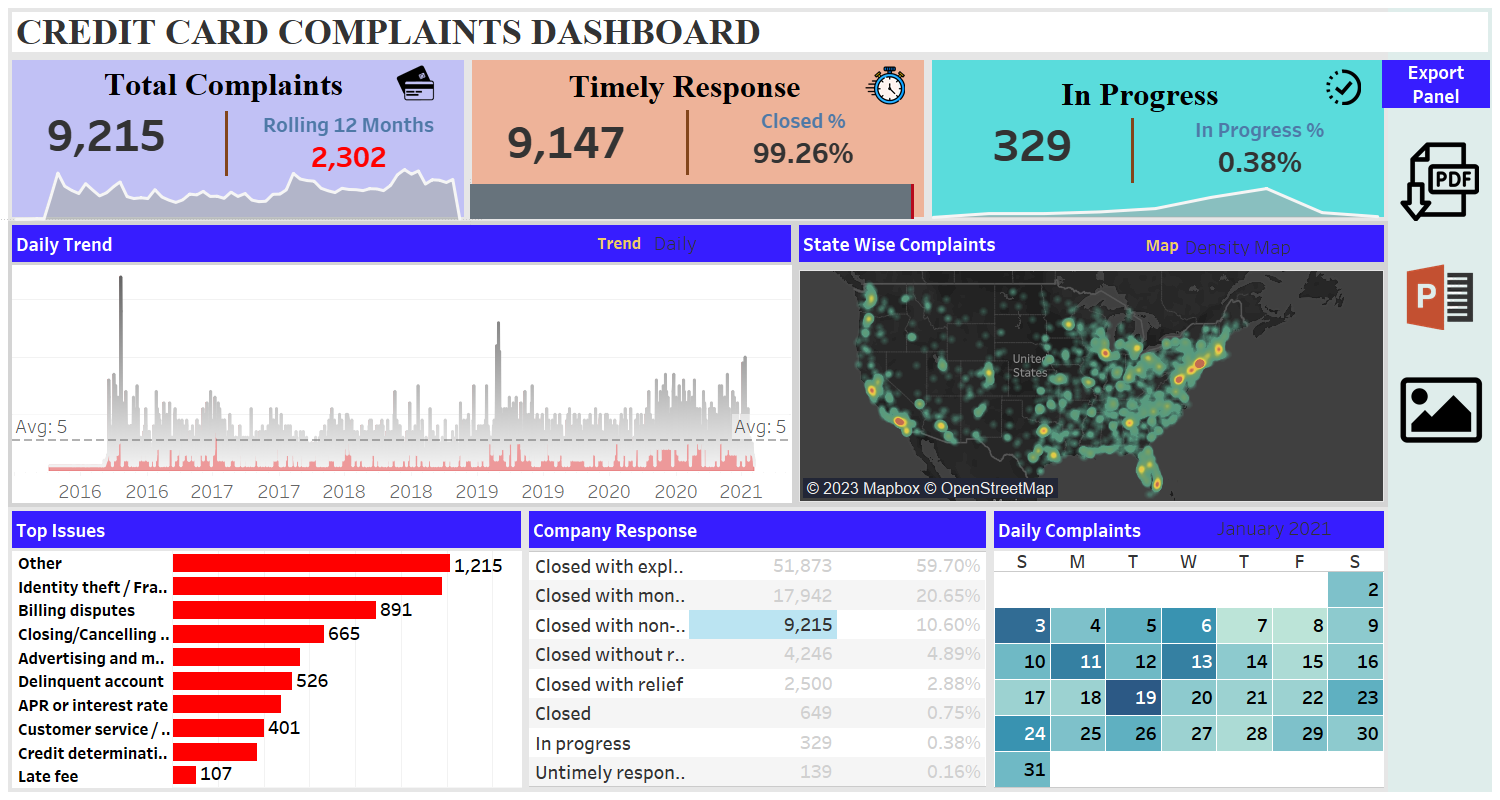 CREDIT CARD COMPLAINTS DASHBOARD
Total Complaints
9,215
Rolling 12 Months
2,302
Timely Response
9,147
Closed %
99.26%
In Progress
329
In Progress %
0.38%
Export
Panel
PDF
P
Daily Trend
Trend Daily
Avg: 5
Avg: 5
2016 2016 2017 2017 2018 2018 2019 2019 2020 2020 2021
State Wise Complaints
Map Density Map
United
States
© 2023 Mapbox © OpenStreetMap
Top Issues
Other 1,215
Identity theft / Fra..
Billing disputes 891
Closing/Cancelling .. 665
Advertising and m..
Delinquent account 526
APR or interest rate
Customer service / .. 401
Credit determinati..
Late fee 107
Company Response
Closed with expl.. 51,873 59.70%
Closed with mon.. 17,942 20.65%
Closed with non-.. 9,215 10.60%
Closed without r.. 4,246 4.89%
Closed with relief 2,500 2.88%
Closed 649 0.75%
In progress 329 0.38%
Untimely respon.. 139 0.16%
Daily Complaints January 2021
S M T W T F S
2
3 4 5 6 7 8 9
10 11 12 13 14 15 16
17 18 19 20 21 22 23
24 25 26 27 28 29 30
31